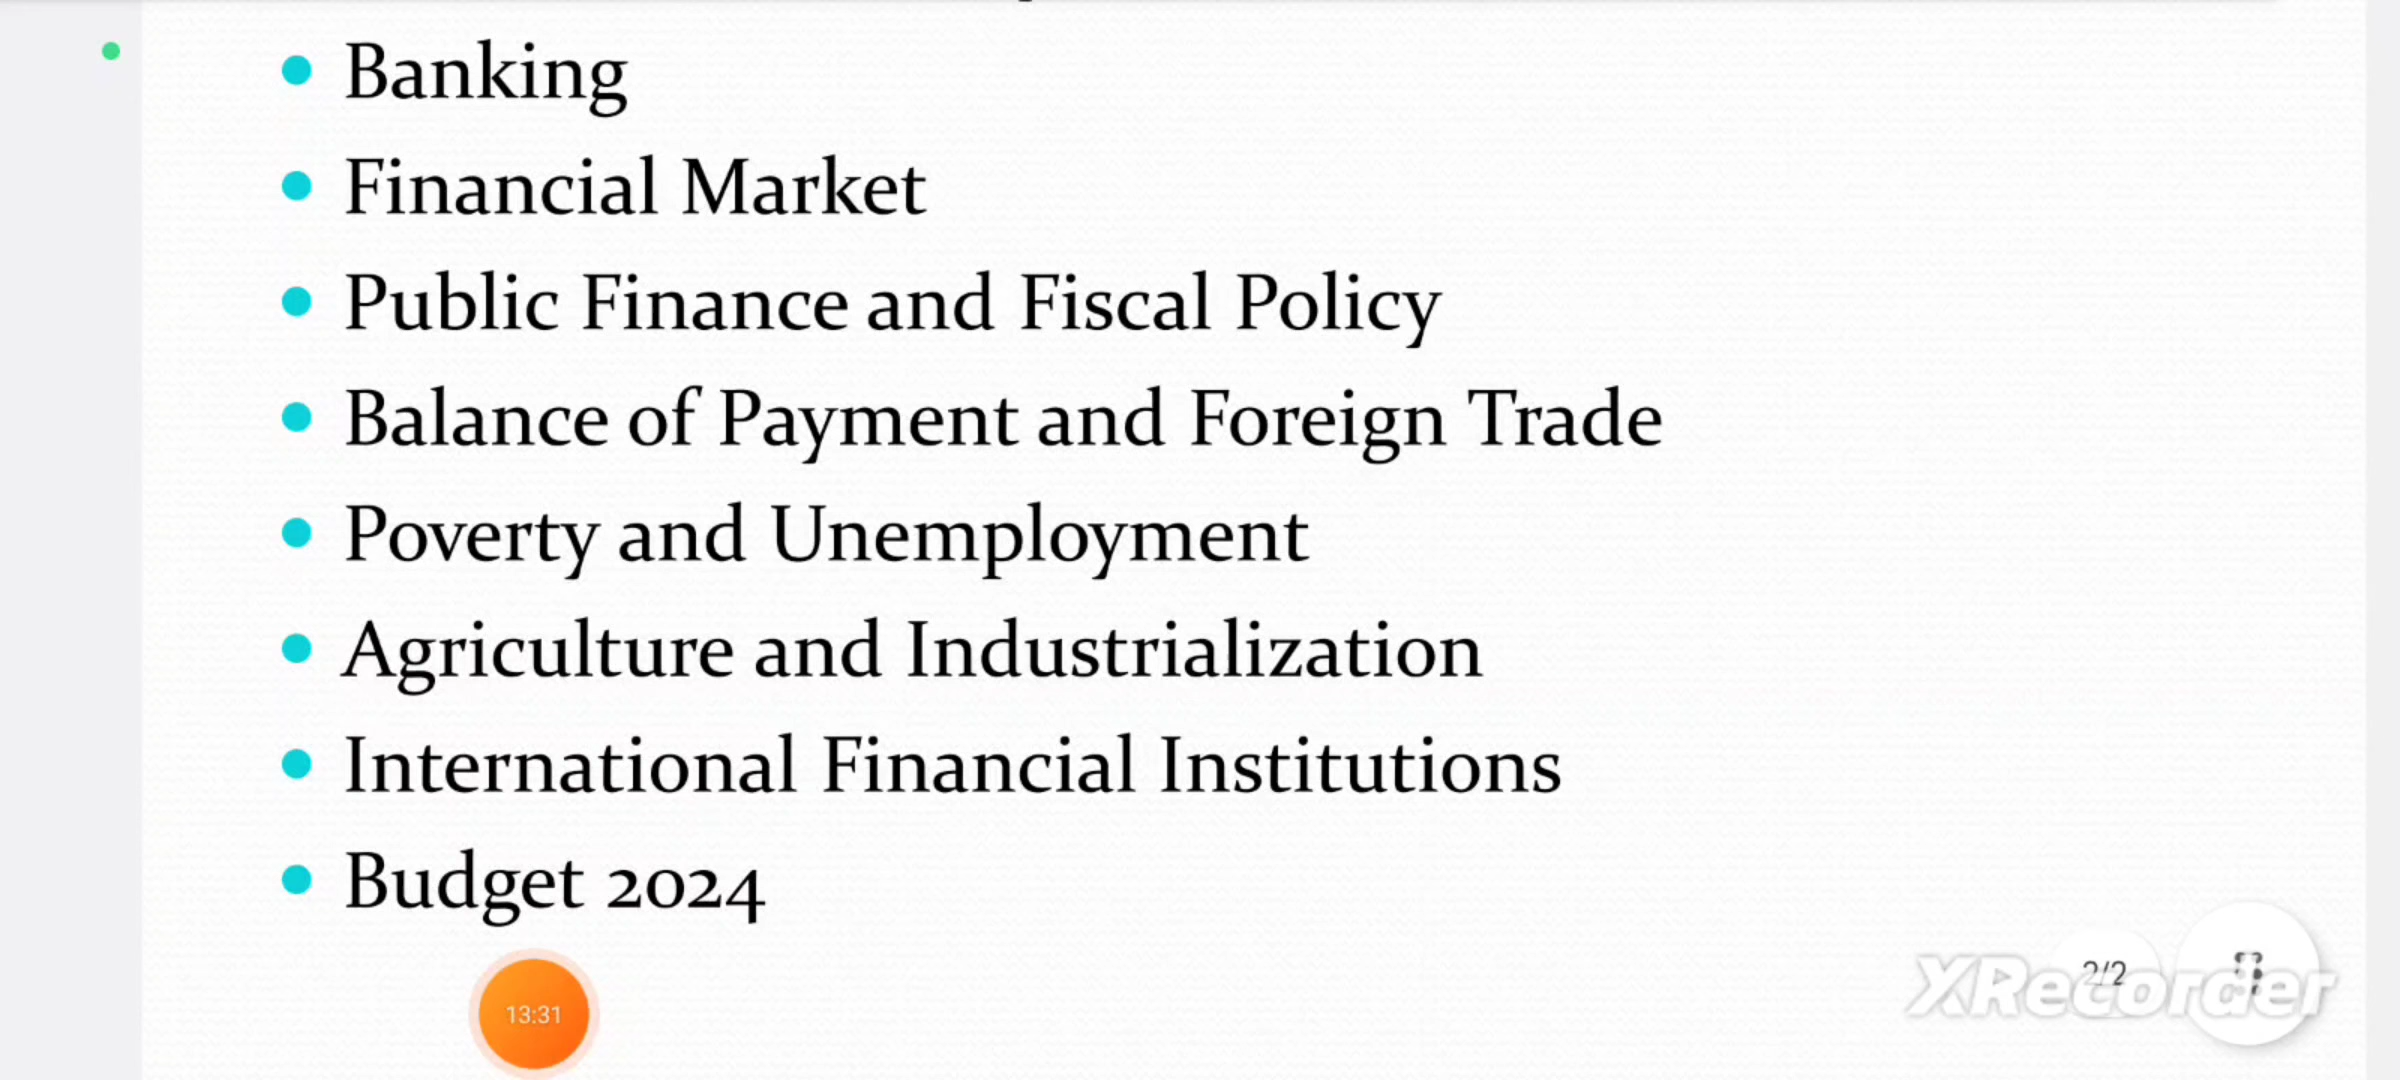 Banking
Financial Market
Public Finance and Fiscal Policy
Balance of Payment and Foreign Trade
Poverty and Unemployment
Agriculture and Industrialization
International Financial Institutions
Budget 2024
13:31
2/2
XRecorder